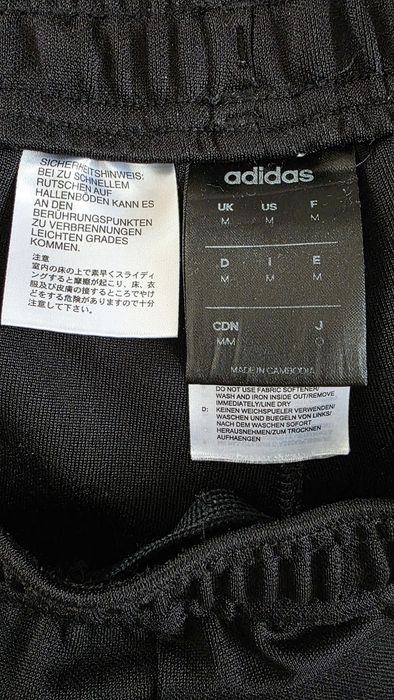 SICHERHEITSHINWEIS:
BEI ZU SCHNELLEM
RUTSCHEN AUF
HALLENBÖDEN KANN ES
AN DEN
BERÜHRUNGSPUNKTEN
ZU VERBRENNUNGEN
LEICHTEN GRADES
KOMMEN.
注意
室内の床の上で素早くスライディ
ングすると摩擦が起こり、床、衣
服及び皮膚の接するところでやけ
どをする危険がありますので十分
注意して下さい。
adidas
UK US F
M M M
D I E
M M M
CDN J
M/M
MADE IN CAMBODIA
DO NOT USE FABRIC SOFTENER/
WASH AND IRON INSIDE OUT/REMOVE
IMMEDIATELY/LINE DRY
D: KEINEN WEICHSPUELER VERWENDEN/
WASCHEN UND BUEGELN VON LINKS/
NACH DEM WASCHEN SOFORT
HERAUSNEHMEN/ZUM TROCKNEN
AUFHAENGEN